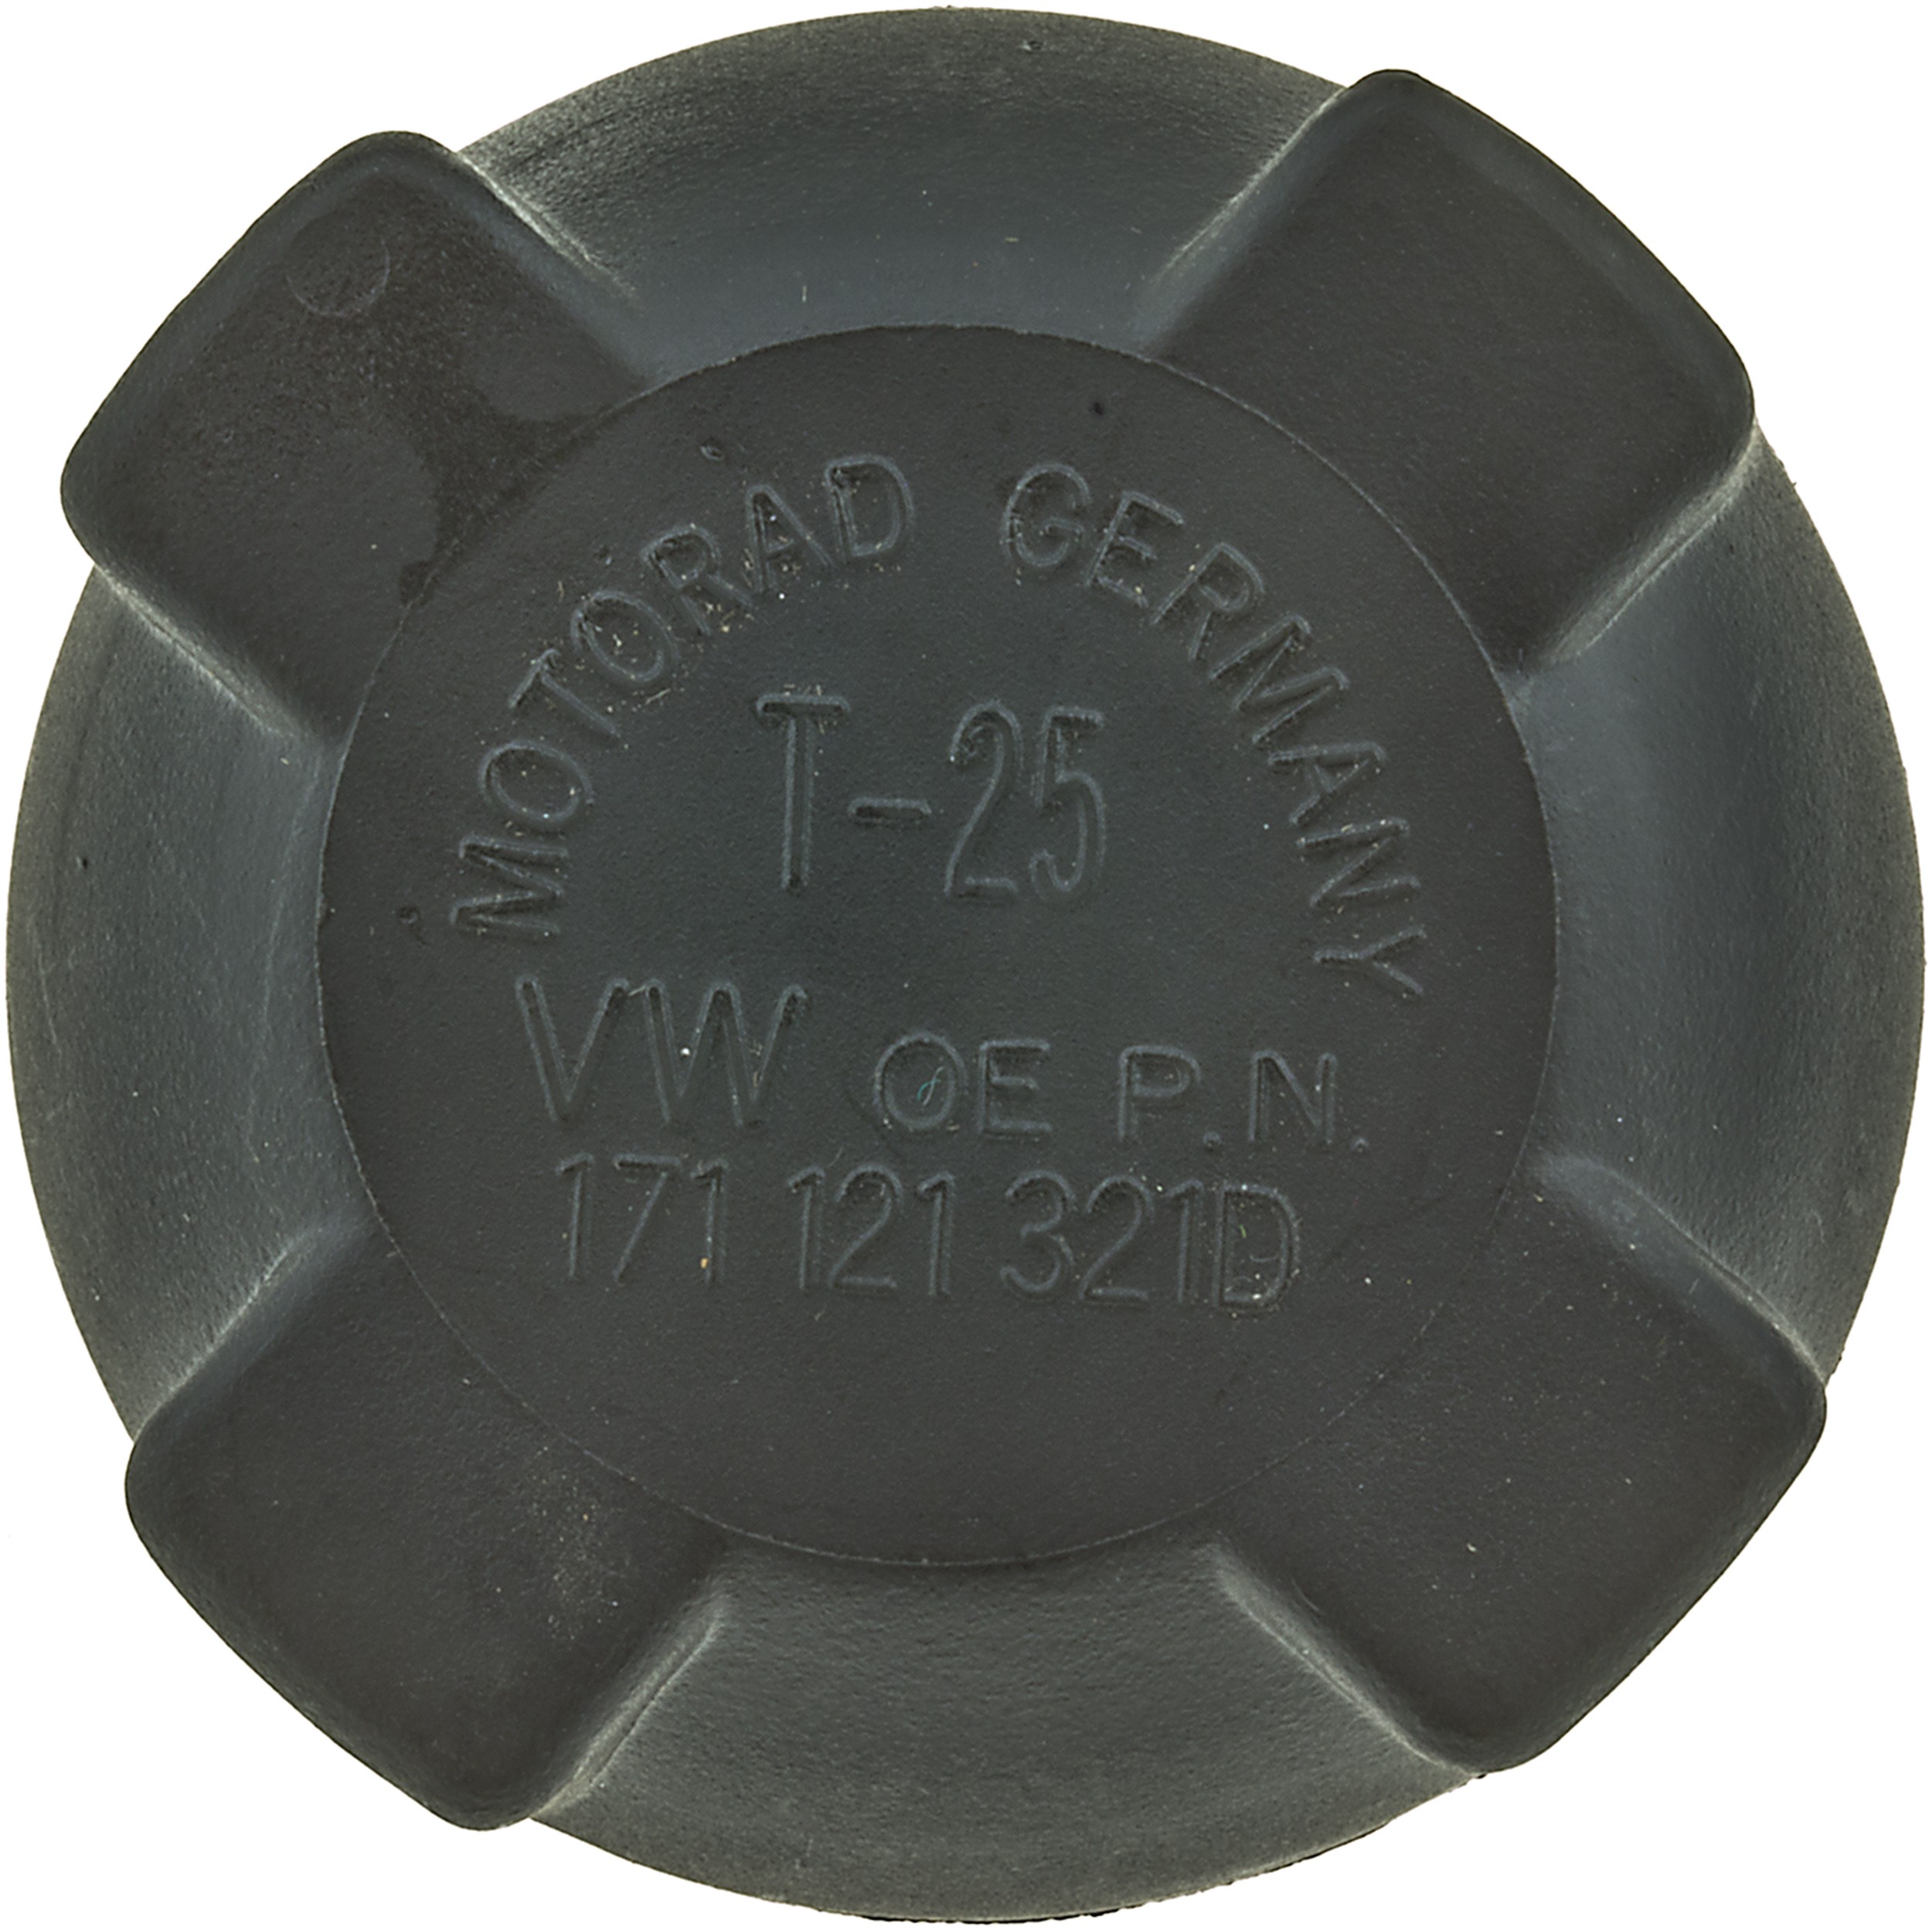 MOTORAD GERMANY
T-25
VW OE P.N.
171 121 321D